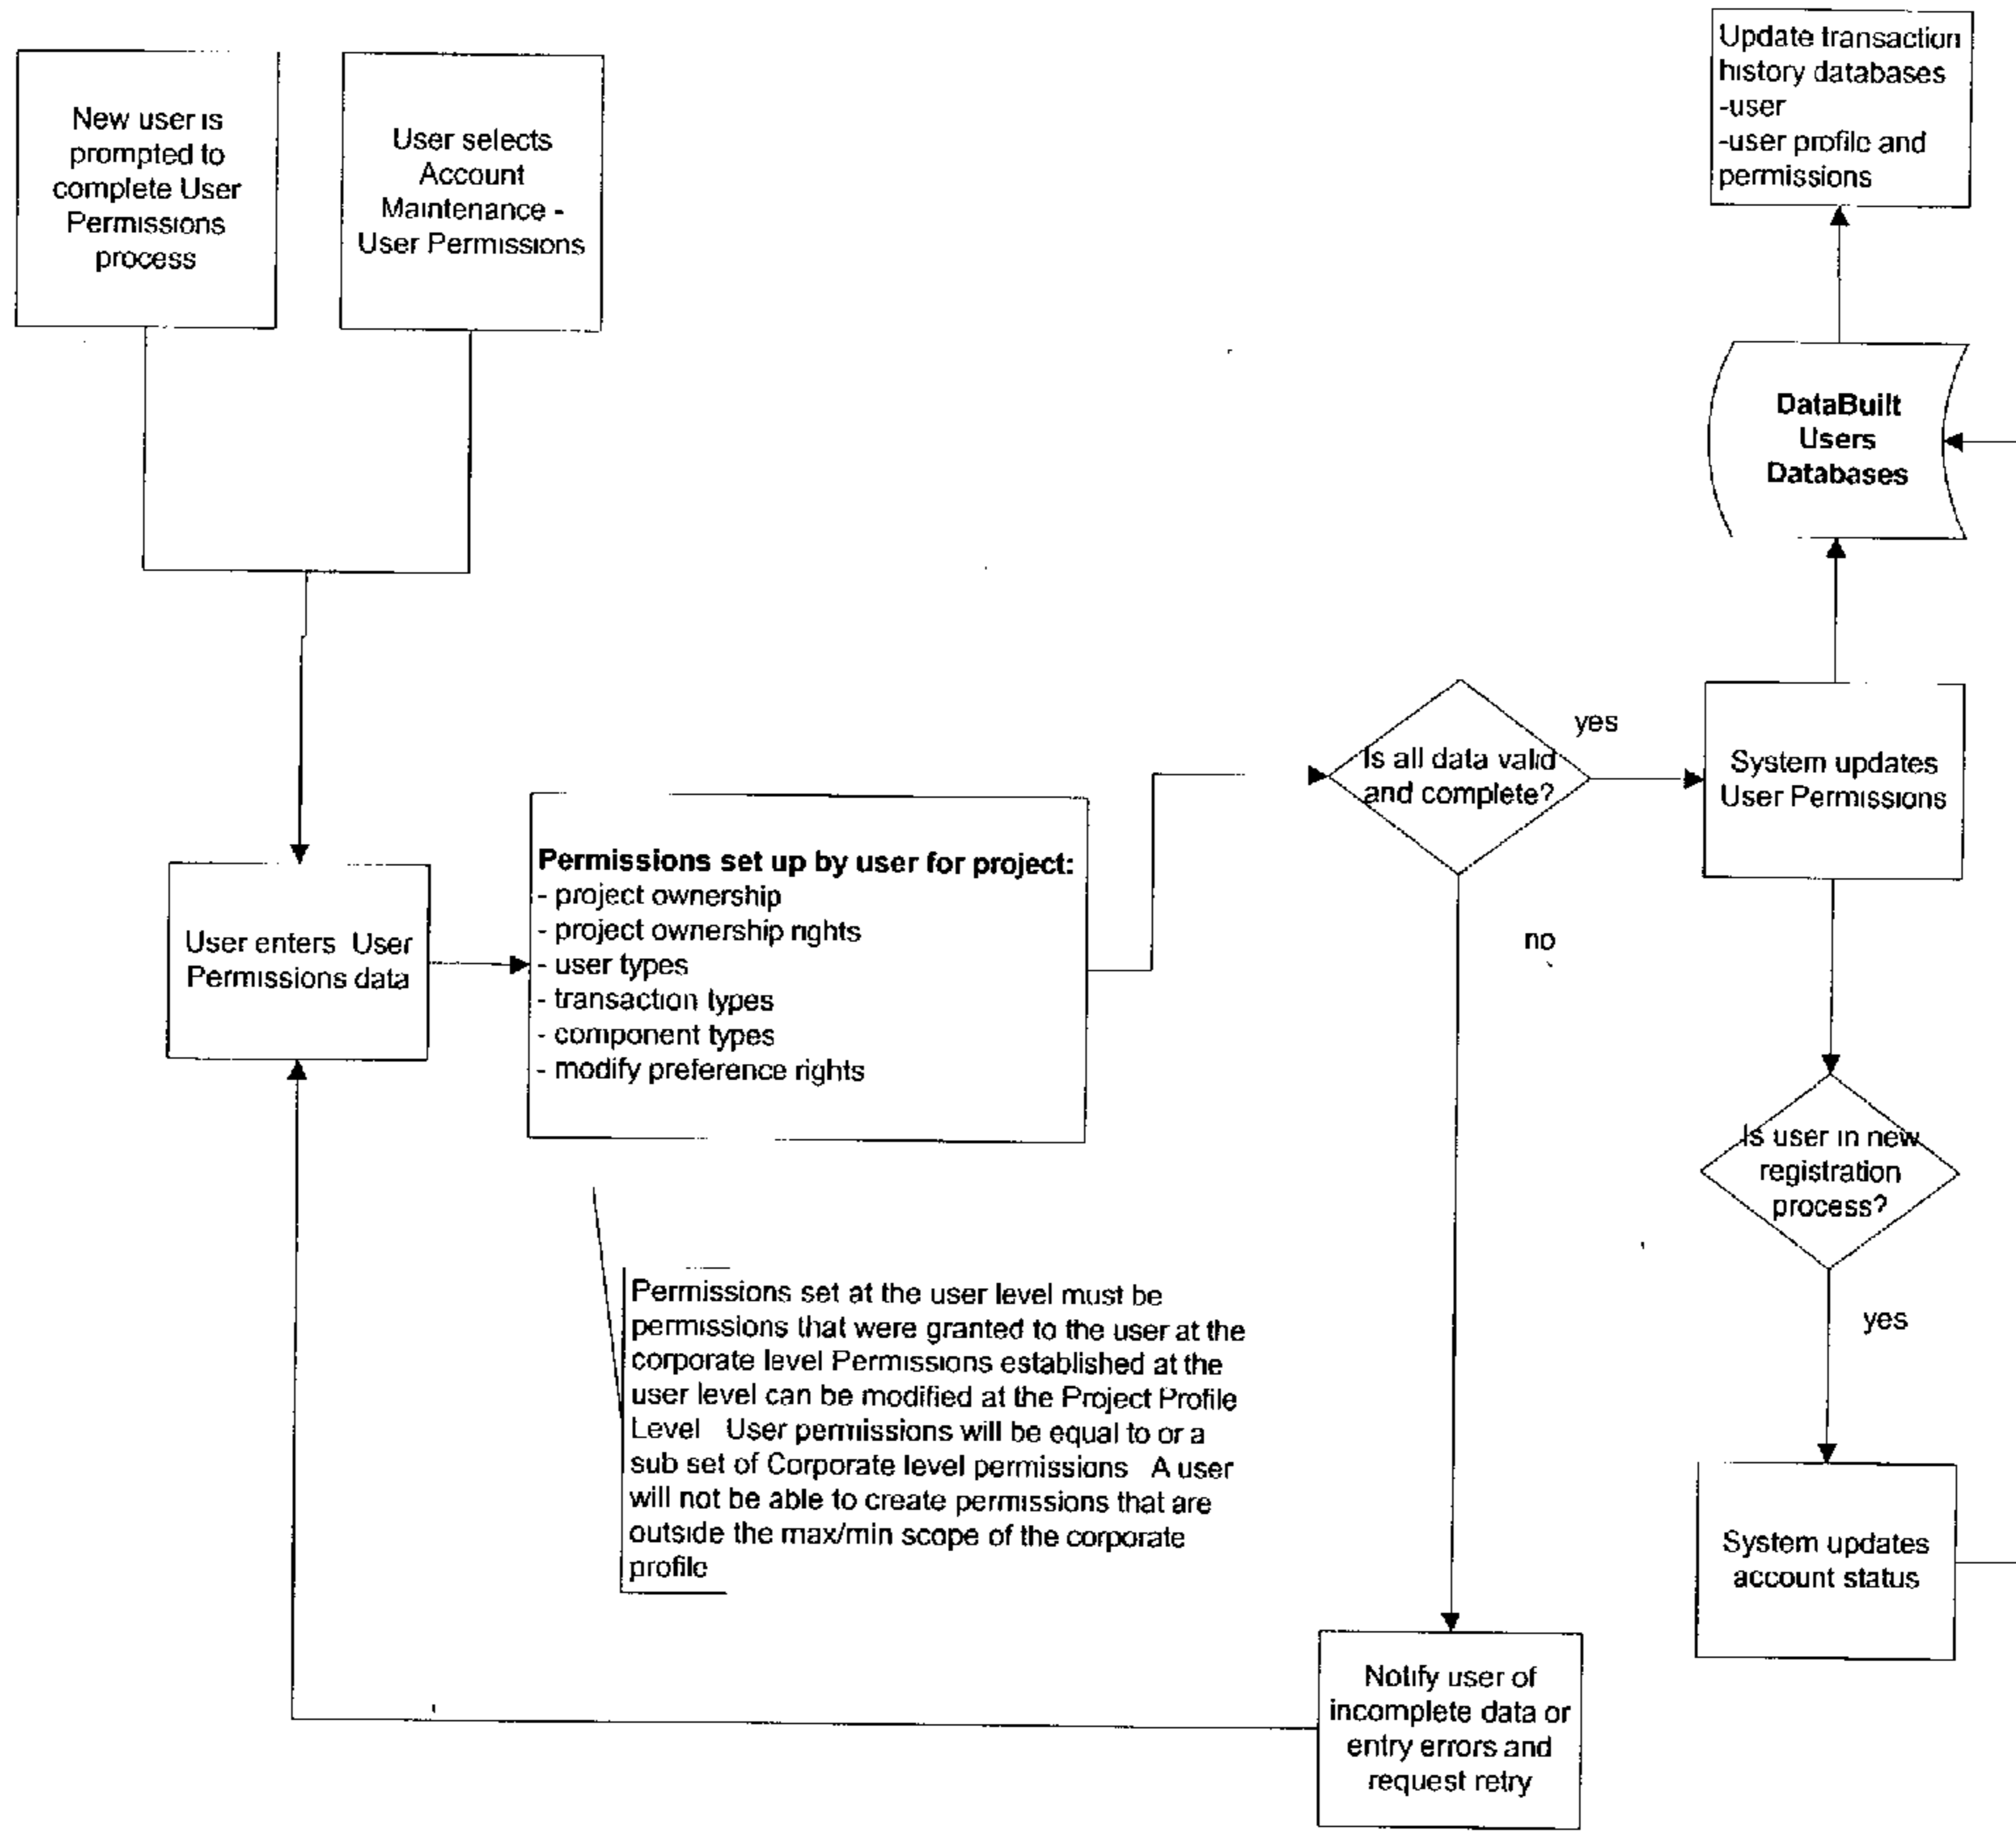 New user is
prompted to
complete User
Permissions
process
User selects
Account
Maintenance -
User Permissions
Update transaction
history databases
-user
-user profile and
permissions
DataBuilt
Users
Databases
Is all data valid
and complete?
yes
no
System updates
User Permissions
User enters User
Permissions data
Permissions set up by user for project:
- project ownership
- project ownership rights
- user types
- transaction types
- component types
- modify preference rights
Is user in new
registration
process?
yes
Permissions set at the user level must be
permissions that were granted to the user at the
corporate level Permissions established at the
user level can be modified at the Project Profile
Level User permissions will be equal to or a
sub set of Corporate level permissions A user
will not be able to create permissions that are
outside the max/min scope of the corporate
profile
System updates
account status
Notify user of
incomplete data or
entry errors and
request retry